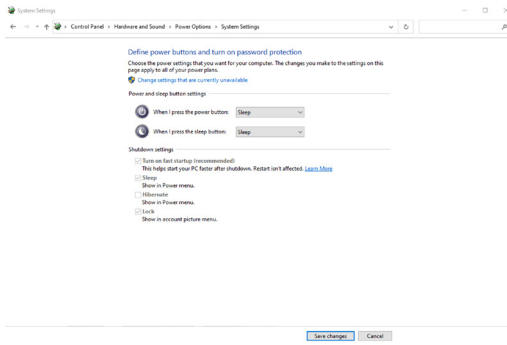 System Settings
Control Panel > Hardware and Sound > Power Options > System Settings
Define power buttons and turn on password protection
Choose the power settings that you want for your computer. The changes you make to the settings on this
page apply to all of your power plans.
Change settings that are currently unavailable
Power and sleep button settings
When I press the power button: Sleep
When I press the sleep button: Sleep
Shutdown settings
Turn on fast startup (recommended)
This helps start your PC faster after shutdown. Restart isn't affected. Learn More
Sleep
Show in Power menu.
Hibernate
Show in Power menu.
Lock
Show in account picture menu.
Save changes Cancel